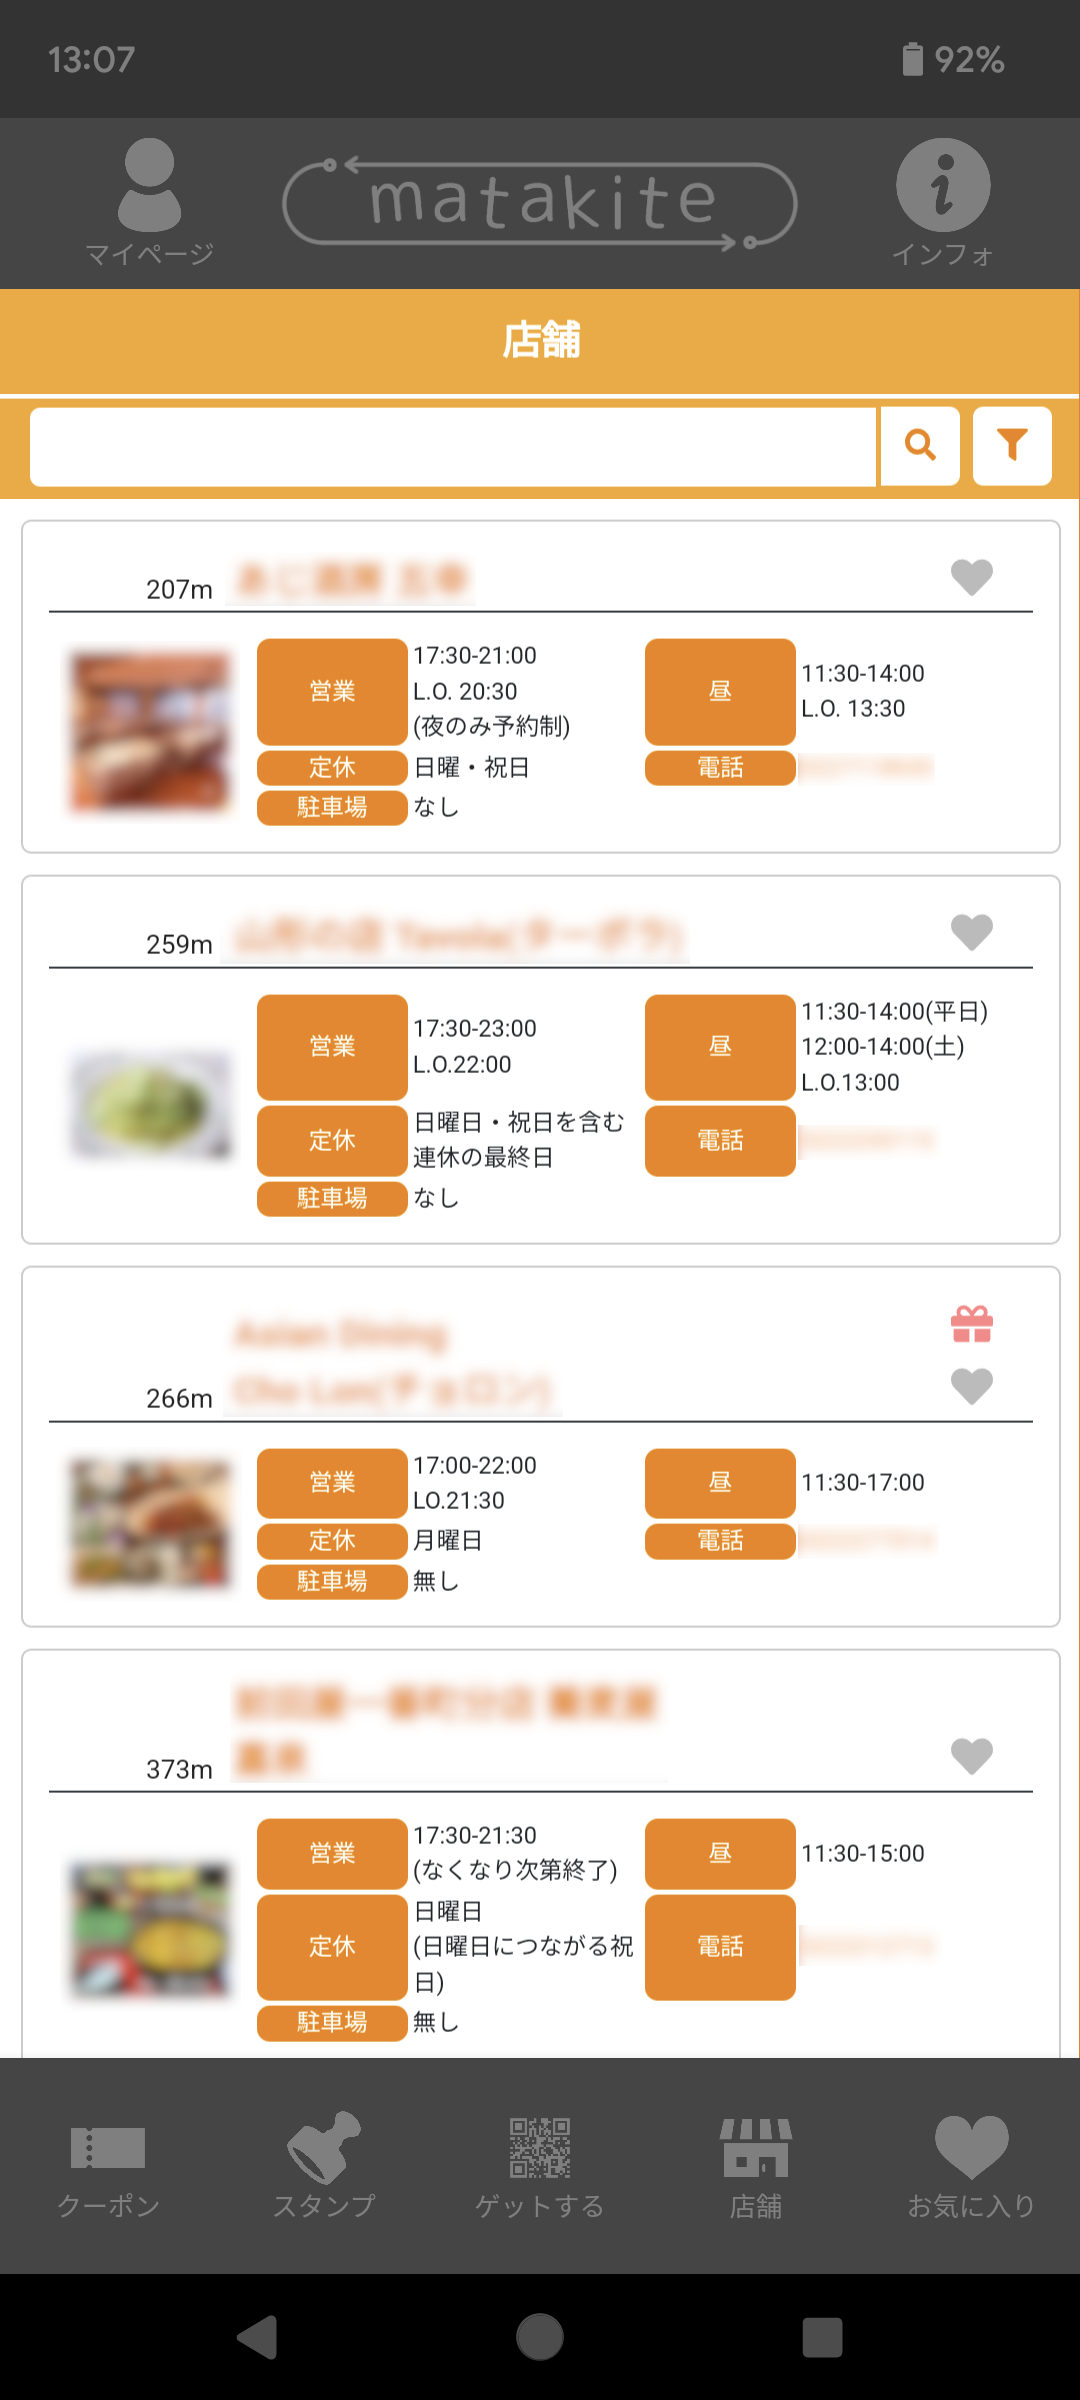 13:07
92%
マイページ
matakite
インフォ
店舗
207m
営業
17:30-21:00
L.O. 20:30
(夜のみ予約制)
昼
11:30-14:00
L.O. 13:30
定休
日曜・祝日
電話
駐車場
なし
259m
営業
17:30-23:00
L.O.22:00
昼
11:30-14:00(平日)
12:00-14:00(土)
L.O.13:00
定休
日曜日・祝日を含む
連休の最終日
電話
駐車場
なし
Asian Dining
Cho Lon(チョロン)
266m
営業
17:00-22:00
LO.21:30
昼
11:30-17:00
定休
月曜日
電話
駐車場
無し
373m
営業
17:30-21:30
(なくなり次第終了)
昼
11:30-15:00
定休
日曜日
(日曜日につながる祝
日)
電話
駐車場
無し
クーポン
スタンプ
ゲットする
店舗
お気に入り